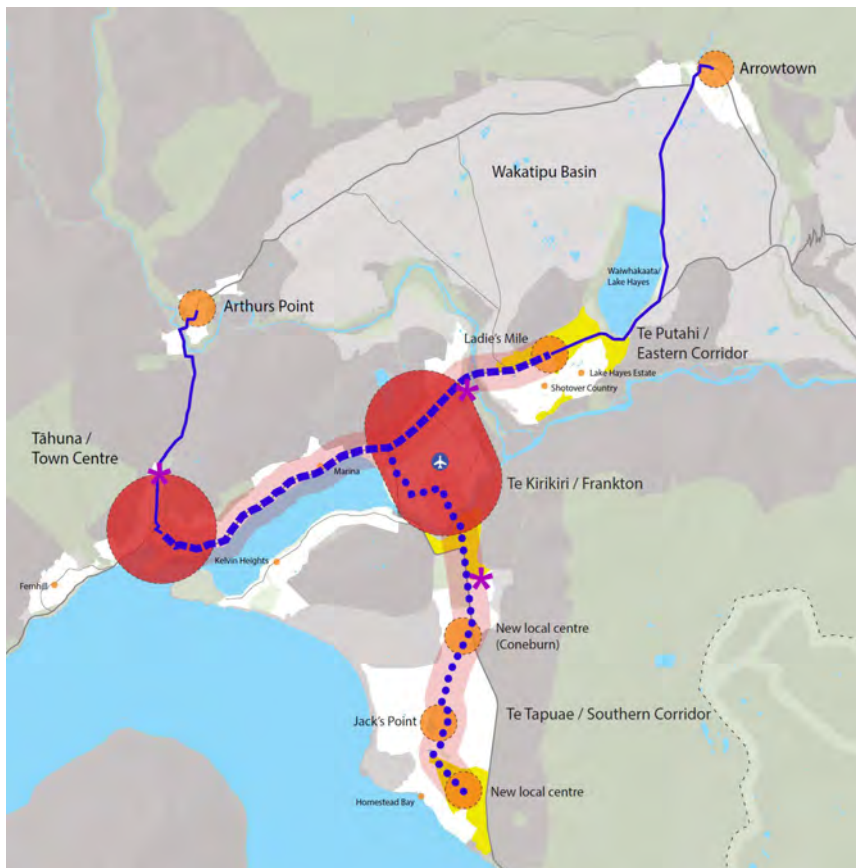 Arrowtown
Wakatipu Basin
Waiwhakaata/
Lake Hayes
Arthurs Point
Ladie's Mile
Te Putahi /
Eastern Corridor
Lake Hayes Estate
Shotover Country
Tāhuna /
Town Centre
Marina
Te Kirikiri / Frankton
Kelvin Heights
Fernhill
New local centre
(Coneburn)
Jack's Point
Te Tapuae / Southern Corridor
New local centre
Homestead Bay